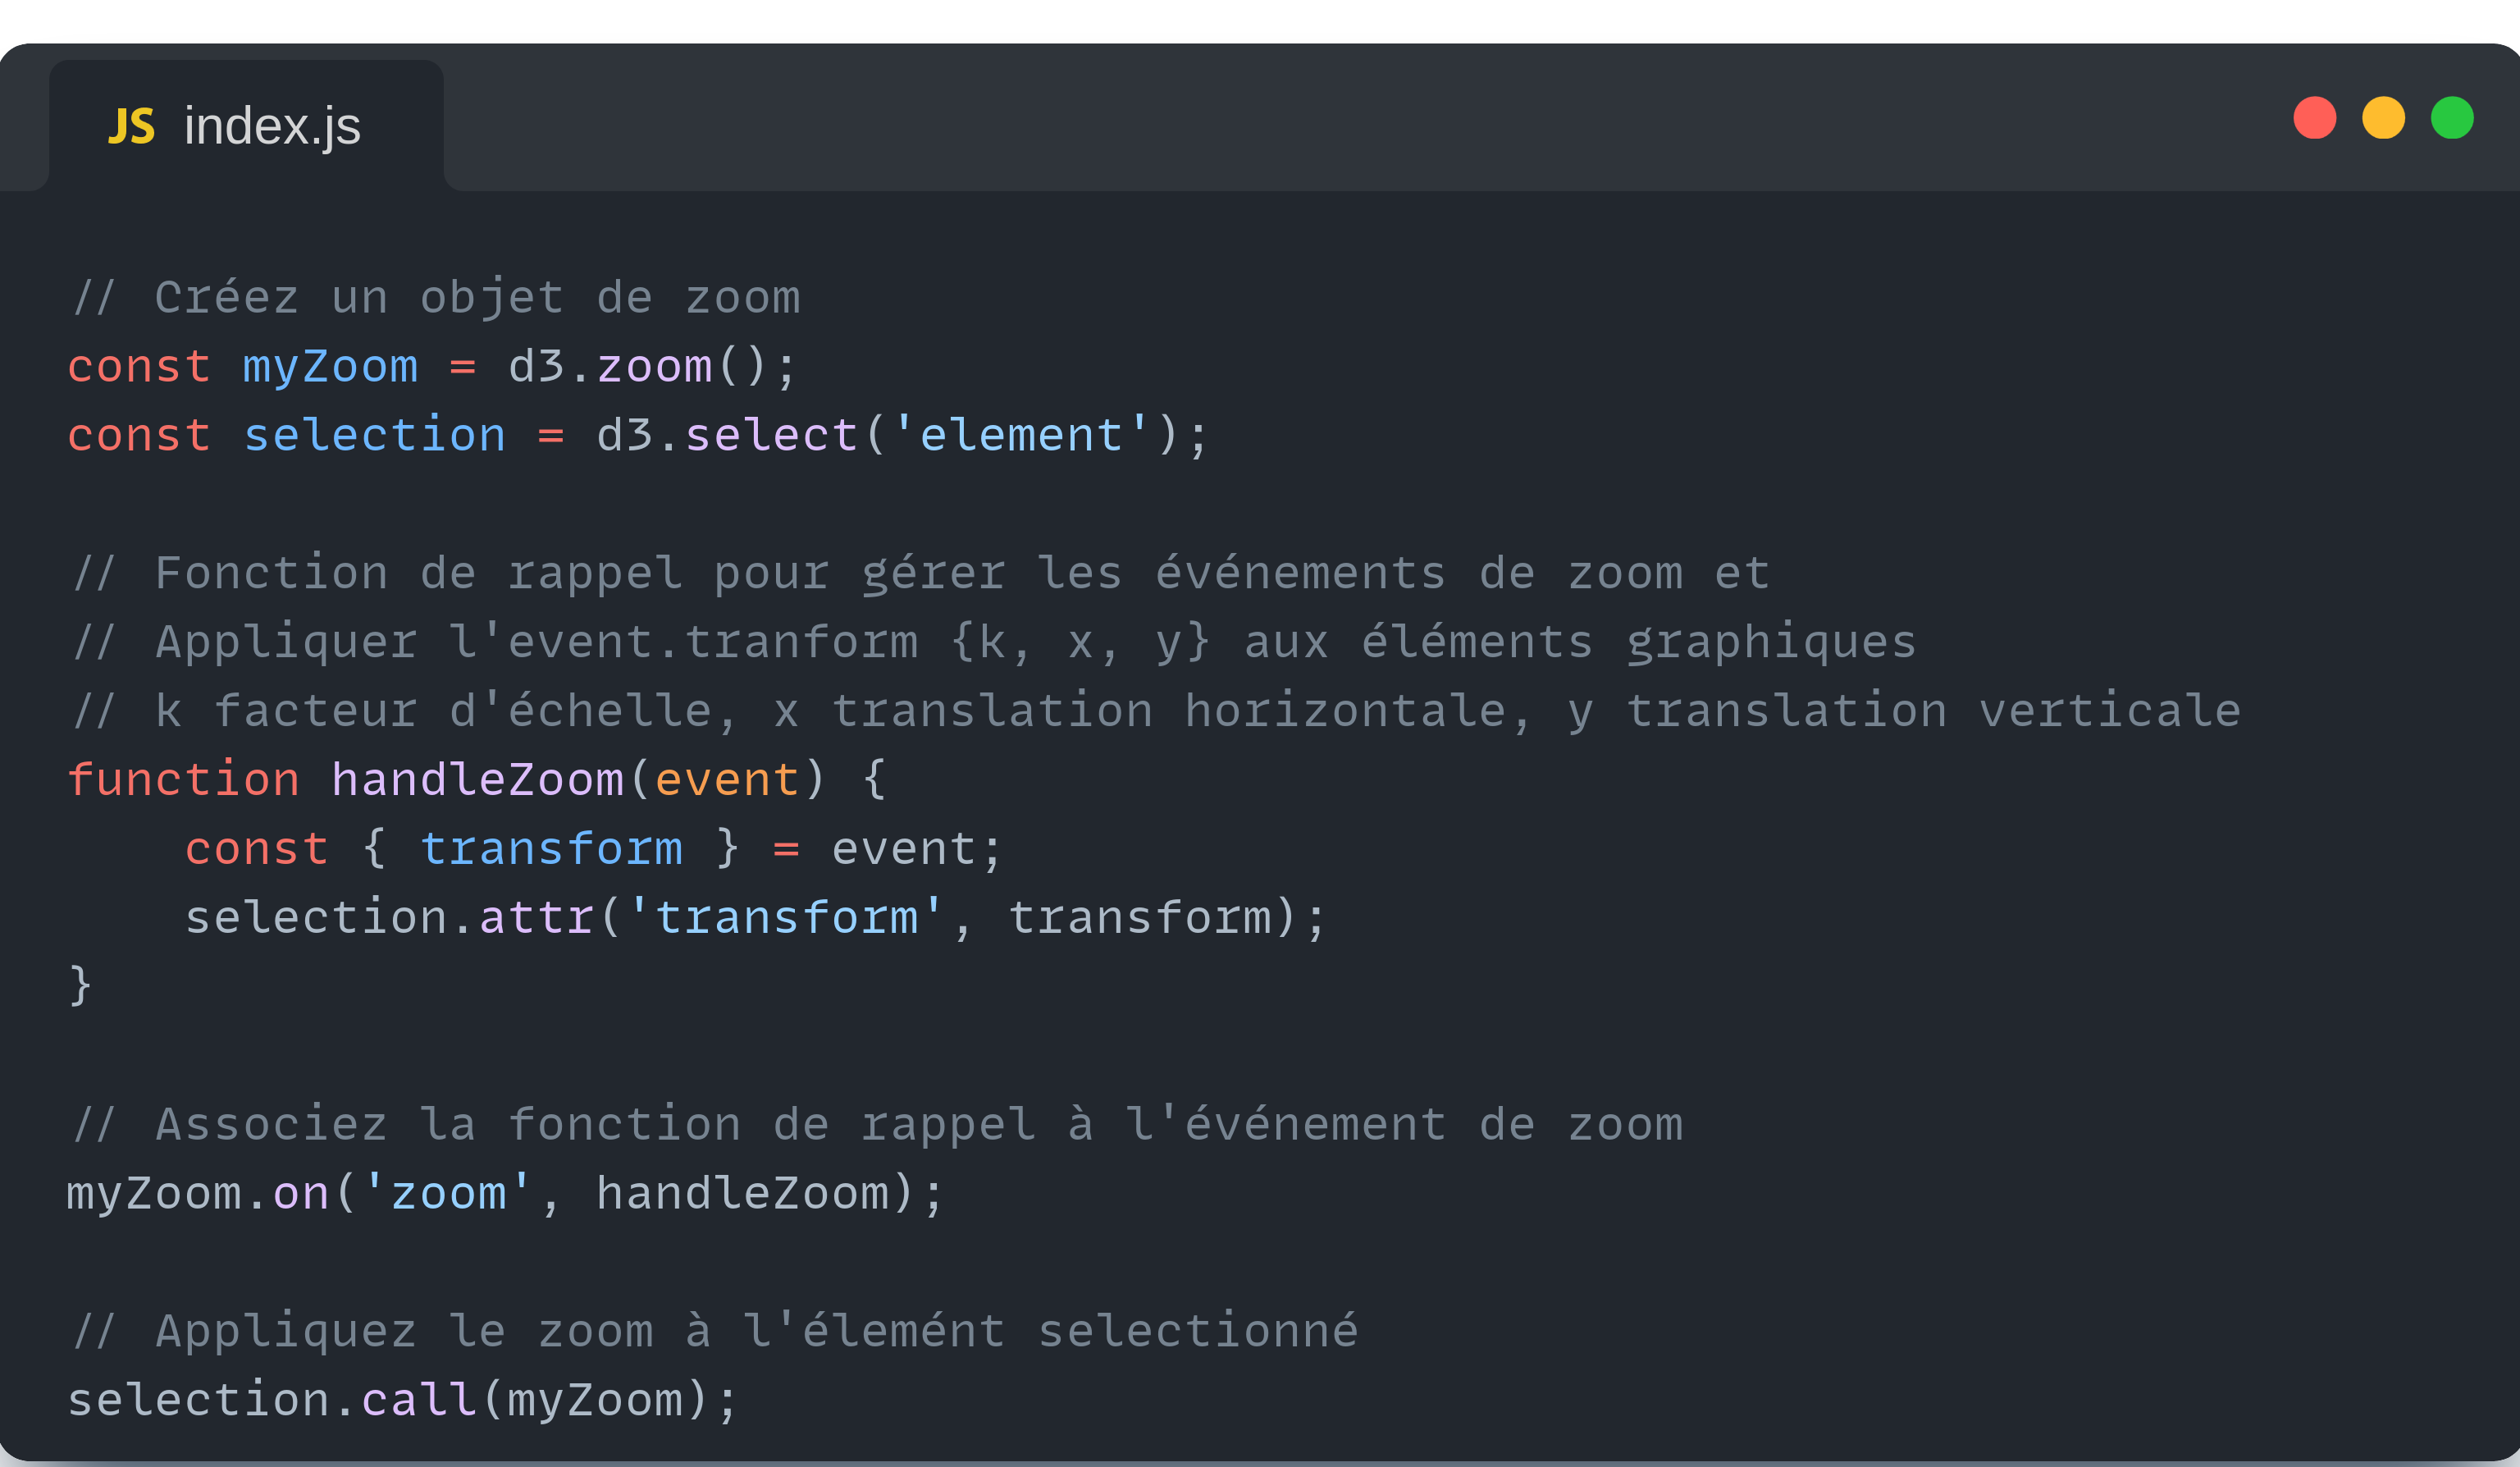 JS index.js
// Créez un objet de zoom
const myZoom = d3.zoom();
const selection = d3.select('element');
// Fonction de rappel pour gérer les événements de zoom et
// Appliquer l'event.tranform {k, x, y} aux éléments graphiques
// k facteur d'échelle, x translation horizontale, y translation verticale
function handleZoom(event) {
    const { transform } = event;
    selection.attr('transform', transform);
}
// Associez la fonction de rappel à l'événement de zoom
myZoom.on('zoom', handleZoom);
// Appliquez le zoom à l'élemént selectionné
selection.call(myZoom);